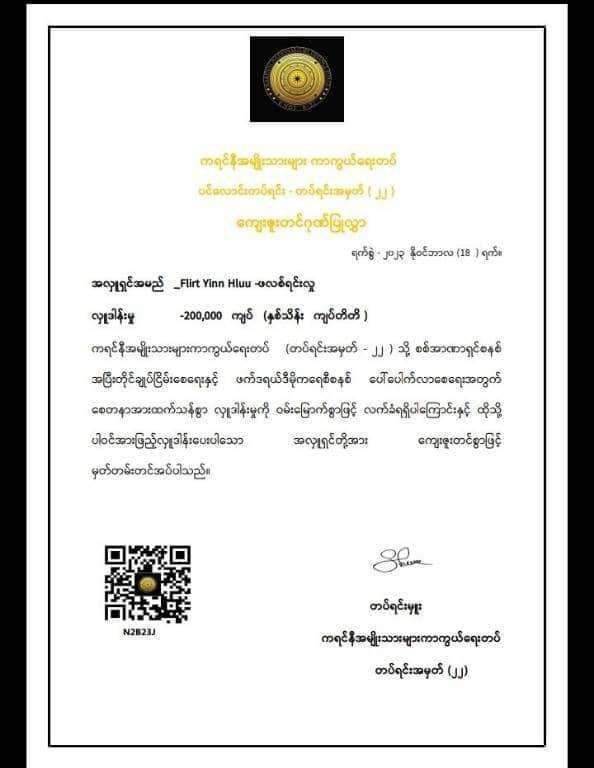 ကရင်နီအမျိုးသားများ ကာကွယ်ရေးတပ်
ပင်လောင်းတပ်ရင်း - တပ်ရင်းအမှတ် ( ၂၂ )
ကျေးဇူးတင်ဂုဏ်ပြုလွှာ
ရက်စွဲ - ၂၀၂၃ နိုဝင်ဘာလ (18 ) ရက်။
အလှူရှင်အမည် _Flirt Yinn Hluu -ဖလစ်ရင်းလှူ
လှူဒါန်းမှု -200,000 ကျပ် (နှစ်သိန်း ကျပ်တိတိ )
ကရင်နီအမျိုးသားများကာကွယ်ရေးတပ် (တပ်ရင်းအမှတ် - ၂၂ ) သို့ စစ်အာဏာရှင်စနစ်
အပြီးတိုင်ချုပ်ငြိမ်းစေရေးနှင့် ဖက်ဒရယ်ဒီမိုကရေစီစနစ် ပေါ်ပေါက်လာစေရေးအတွက်
စေတနာအားထက်သန်စွာ လှူဒါန်းမှုကို ဝမ်းမြောက်စွာဖြင့် လက်ခံရရှိပါကြောင်းနှင့် ထိုသို့
ပါဝင်အားဖြည့်လှူဒါန်းပေးပါသော အလှူရှင်တို့အား ကျေးဇူးတင်စွာဖြင့်
မှတ်တမ်းတင်အပ်ပါသည်။
N2B23J
တပ်ရင်းမှူး
ကရင်နီအမျိုးသားများကာကွယ်ရေးတပ်
တပ်ရင်းအမှတ် (၂၂)